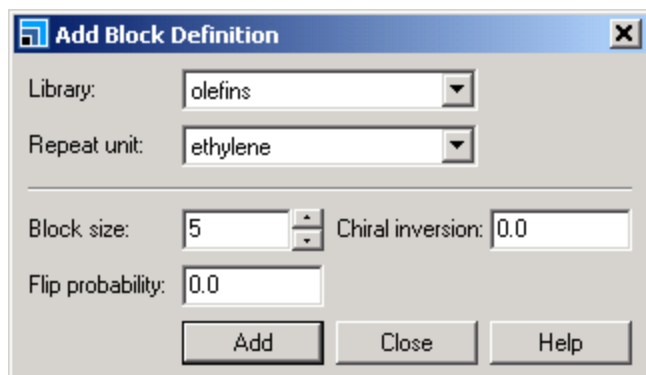 Add Block Definition
Library: olefins
Repeat unit: ethylene
Block size: 5 Chiral inversion: 0.0
Flip probability: 0.0
Add Close Help